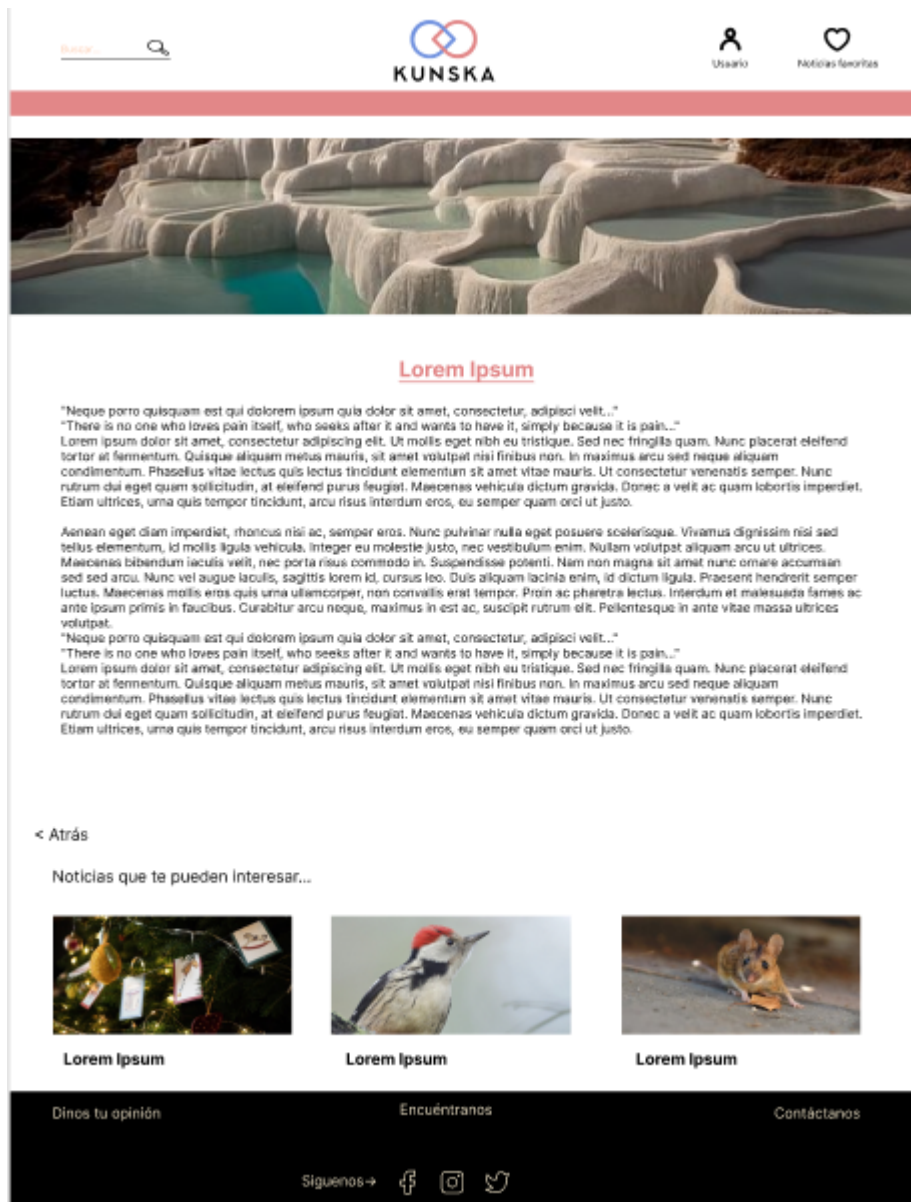 Buscar...
KUNSKA
Usuario
Noticias favoritas
Lorem Ipsum
"Neque porro quisquam est qui dolorem ipsum quia dolor sit amet, consectetur, adipisci velit..."
"There is no one who loves pain itself, who seeks after it and wants to have it, simply because it is pain..."
Lorem ipsum dolor sit amet, consectetur adipiscing elit. Ut mollis eget nibh eu tristique. Sed nec fringilla quam. Nunc placerat eleifend
tortor at fermentum. Quisque aliquam metus mauris, sit amet volutpat nisi finibus non. In maximus arcu sed neque aliquam
condimentum. Phasellus vitae lectus quis lectus tincidunt elementum sit amet vitae mauris. Ut consectetur venenatis semper. Nunc
rutrum dui eget quam sollicitudin, at eleifend purus feugiat. Maecenas vehicula dictum gravida. Donec a velit ac quam lobortis imperdiet.
Etiam ultrices, urna quis tempor tincidunt, arcu risus interdum eros, eu semper quam orci ut justo.
Aenean eget diam imperdiet, rhoncus nisi ac, semper eros. Nunc pulvinar nulla eget posuere scelerisque. Vivamus dignissim nisi sed
tellus elementum, id mollis ligula vehicula. Integer eu molestie justo, nec vestibulum enim. Nullam volutpat aliquam arcu ut ultrices.
Maecenas bibendum iaculis velit, nec porta risus commodo in. Suspendisse potenti. Nam non magna sit amet nunc ornare accumsan
sed sed arcu. Nunc vel augue iaculis, sagittis lorem id, cursus leo. Duis aliquam lacinia enim, id dictum ligula. Praesent hendrerit semper
luctus. Maecenas mollis eros quis urna ullamcorper, non convallis erat tempor. Proin ac pharetra lectus. Interdum et malesuada fames ac
ante ipsum primis in faucibus. Curabitur arcu neque, maximus in est ac, suscipit rutrum elit. Pellentesque in ante vitae massa ultrices
volutpat.
"Neque porro quisquam est qui dolorem ipsum quia dolor sit amet, consectetur, adipisci velit..."
"There is no one who loves pain itself, who seeks after it and wants to have it, simply because it is pain..."
Lorem ipsum dolor sit amet, consectetur adipiscing elit. Ut mollis eget nibh eu tristique. Sed nec fringilla quam. Nunc placerat eleifend
tortor at fermentum. Quisque aliquam metus mauris, sit amet volutpat nisi finibus non. In maximus arcu sed neque aliquam
condimentum. Phasellus vitae lectus quis lectus tincidunt elementum sit amet vitae mauris. Ut consectetur venenatis semper. Nunc
rutrum dui eget quam sollicitudin, at eleifend purus feugiat. Maecenas vehicula dictum gravida. Donec a velit ac quam lobortis imperdiet.
Etiam ultrices, urna quis tempor tincidunt, arcu risus interdum eros, eu semper quam orci ut justo.
< Atrás
Noticias que te pueden interesar...
Lorem Ipsum
Lorem Ipsum
Lorem Ipsum
Dinos tu opinión
Encuéntranos
Contáctanos
Síguenos→